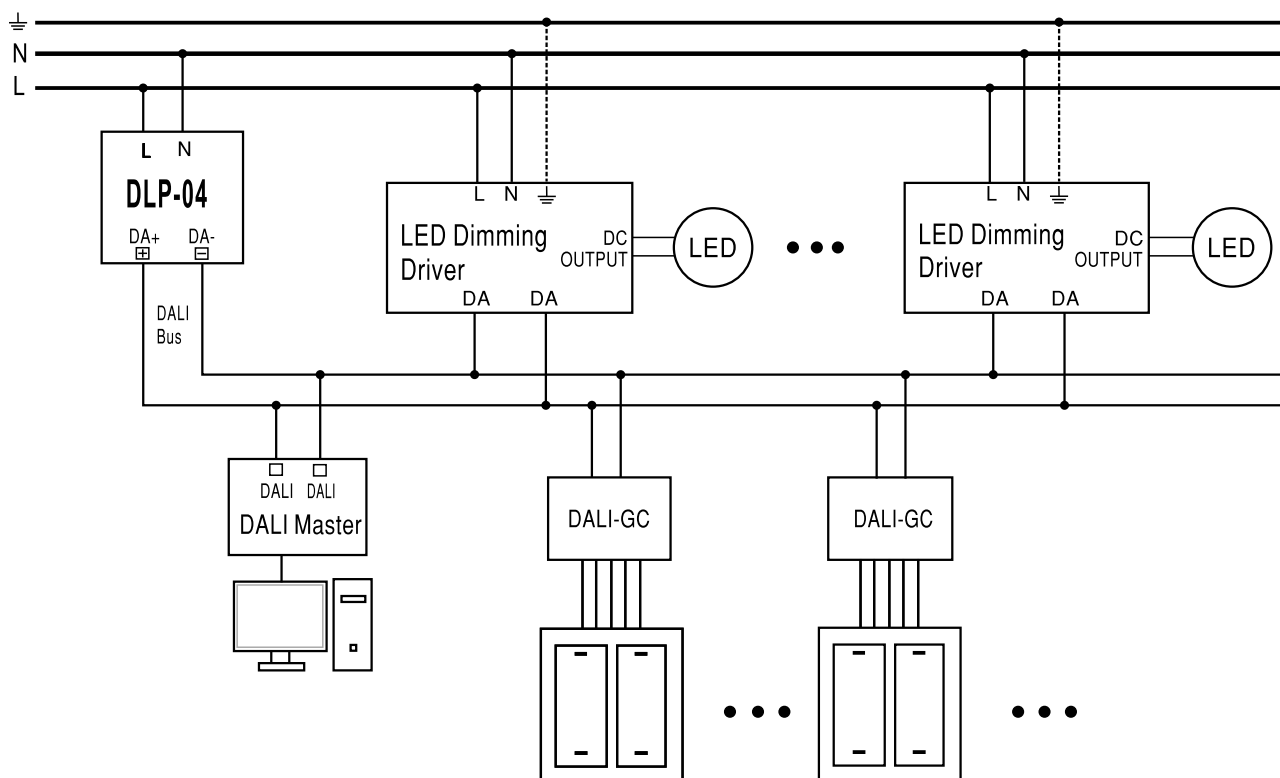 N
L
L N
DLP-04
DA+ DA-
DALI
Bus
L N
LED Dimming
Driver
DC
OUTPUT
DA DA
LED
L N
LED Dimming
Driver
DC
OUTPUT
DA DA
LED
DALI DALI
DALI Master
DALI-GC
DALI-GC